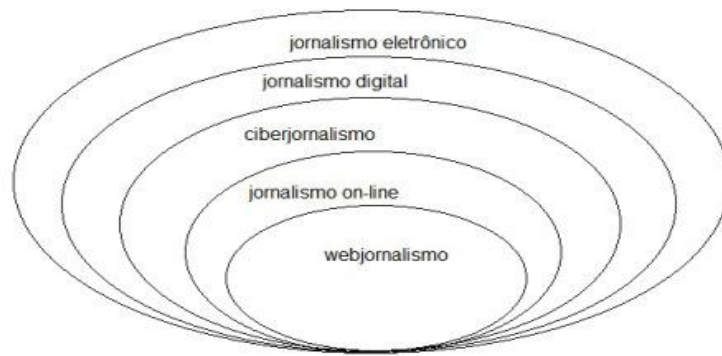 jornalismo eletrônico
jornalismo digital
ciberjornalismo
jornalismo on-line
webjornalismo